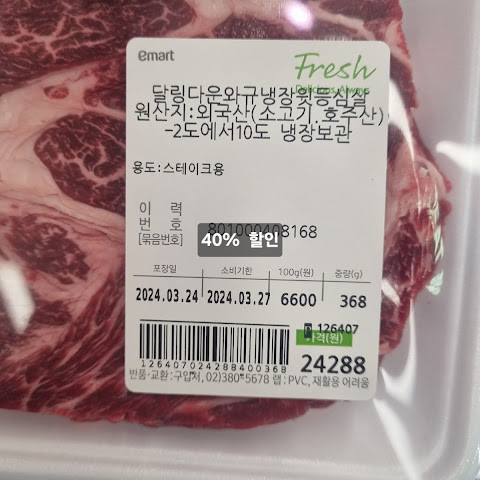 emart
Fresh
Delicious Always
달링다운와규냉장윗등심살
원산지:외국산(소고기.호주산)
-2도에서10도 냉장보관
용도:스테이크용
이 력
번 호 801000408168
[묶음번호]
40% 할인
포장일 소비기한 100g(원) 중량(g)
2024.03.24 2024.03.27 6600 368
126407
가격(원)
24288
126407024288400368
반품·교환:구입처, 02)380-5678 랩 : PVC, 재활용 어려움